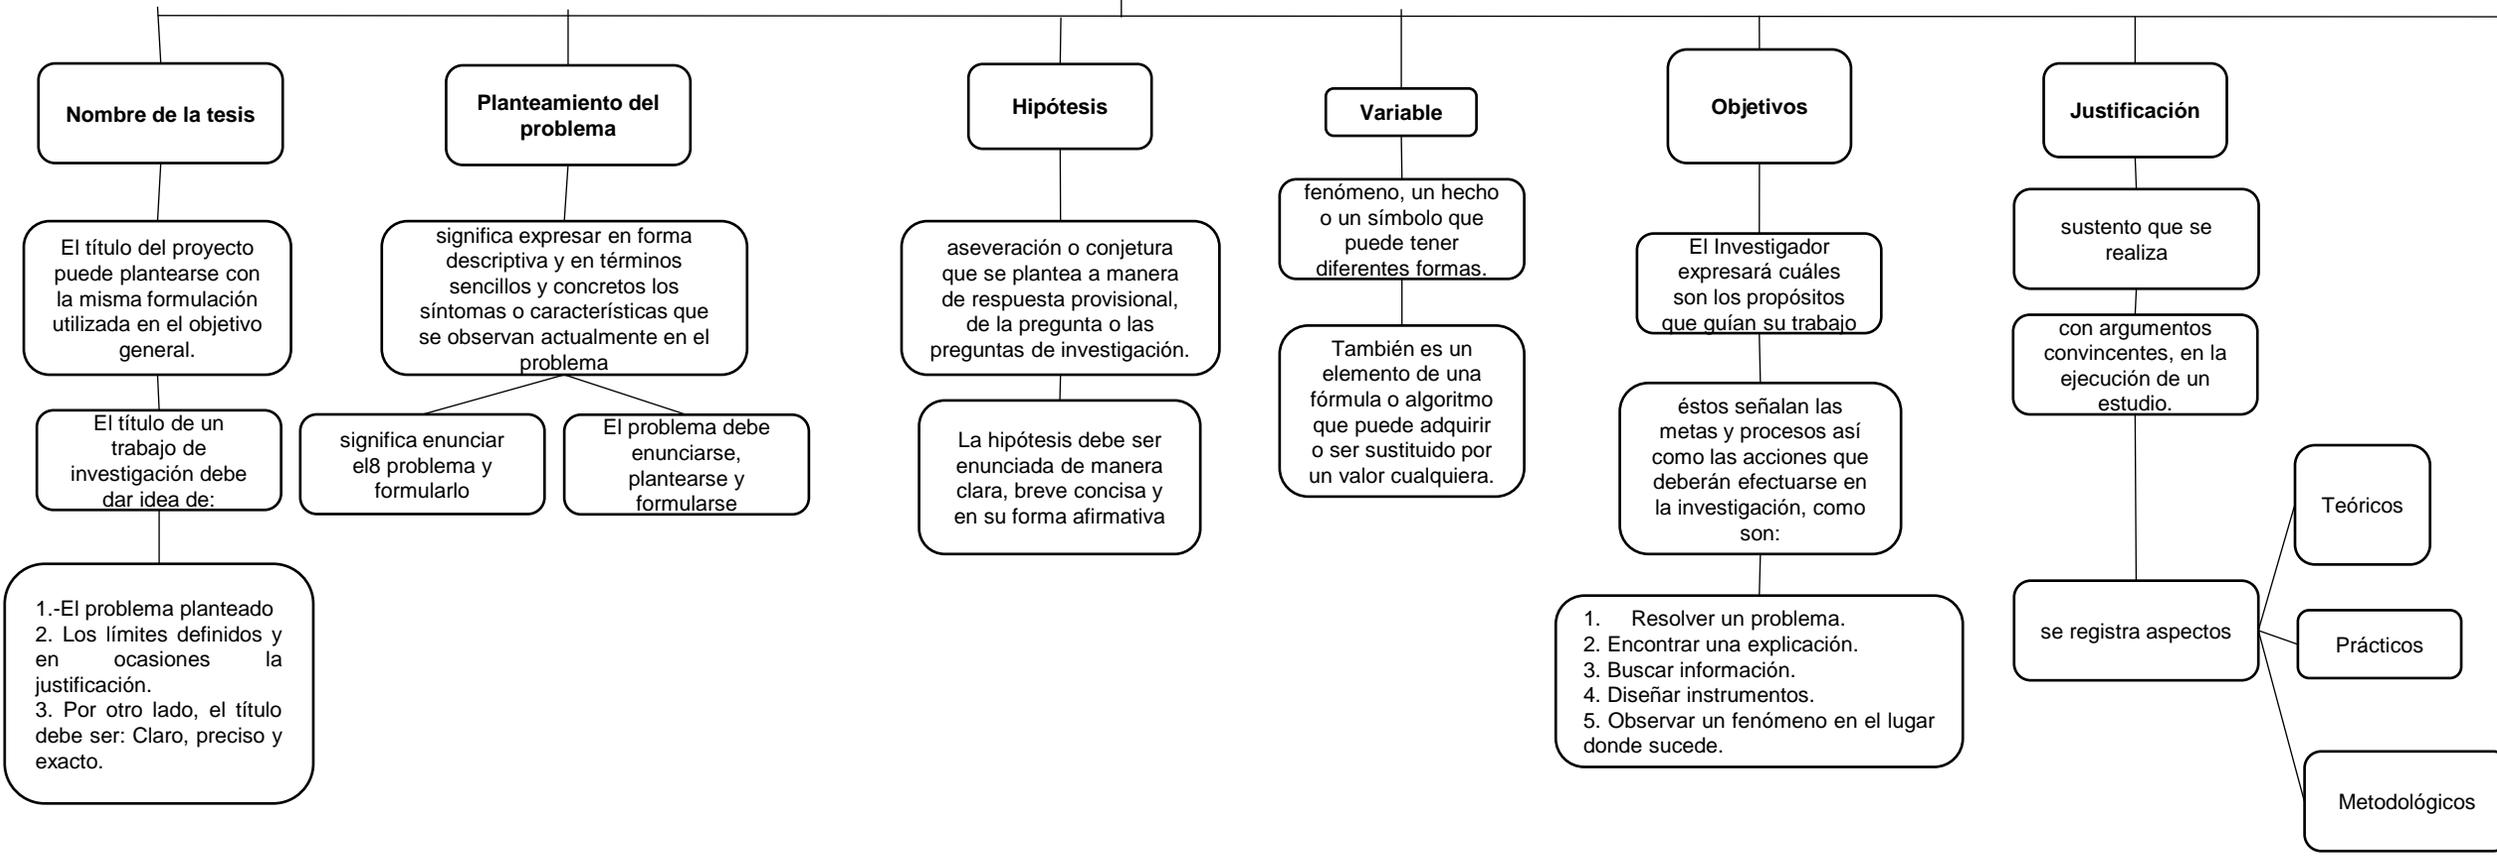 Nombre de la tesis
El título del proyecto
puede plantearse con
la misma formulación
utilizada en el objetivo
general.
El título de un
trabajo de
investigación debe
dar idea de:
1.-El problema planteado
2. Los límites definidos y
en ocasiones la
justificación.
3. Por otro lado, el título
debe ser: Claro, preciso y
exacto.
Planteamiento del
problema
significa expresar en forma
descriptiva y en términos
sencillos y concretos los
síntomas o características que
se observan actualmente en el
problema
significa enunciar
el8 problema y
formularlo
El problema debe
enunciarse,
plantearse y
formularse
Hipótesis
aseveración o conjetura
que se plantea a manera
de respuesta provisional,
de la pregunta o las
preguntas de investigación.
La hipótesis debe ser
enunciada de manera
clara, breve concisa y
en su forma afirmativa
Variable
fenómeno, un hecho
o un símbolo que
puede tener
diferentes formas.
También es un
elemento de una
fórmula o algoritmo
que puede adquirir
o ser sustituido por
un valor cualquiera.
Objetivos
El Investigador
expresará cuáles
son los propósitos
que guían su trabajo
éstos señalan las
metas y procesos así
como las acciones que
deberán efectuarse en
la investigación, como
son:
1. Resolver un problema.
2. Encontrar una explicación.
3. Buscar información.
4. Diseñar instrumentos.
5. Observar un fenómeno en el lugar
donde sucede.
Justificación
sustento que se
realiza
con argumentos
convincentes, en la
ejecución de un
estudio.
se registra aspectos
Teóricos
Prácticos
Metodológicos